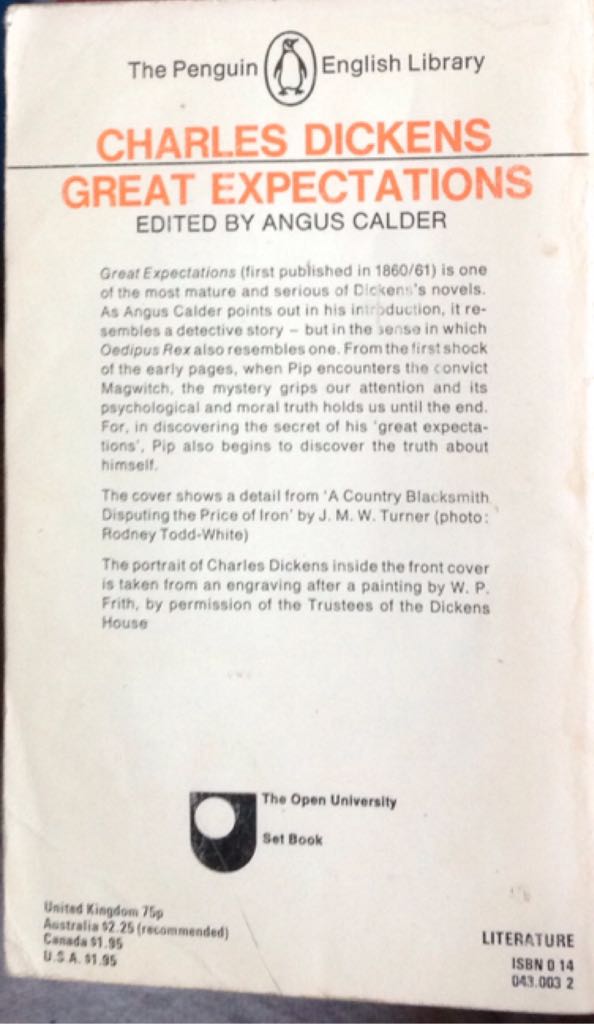 The Penguin English Library
CHARLES DICKENS
GREAT EXPECTATIONS
EDITED BY ANGUS CALDER
Great Expectations (first published in 1860/61) is one
of the most mature and serious of Dickens's novels.
As Angus Calder points out in his introduction, it re-
sembles a detective story – but in the sense in which
Oedipus Rex also resembles one. From the first shock
of the early pages, when Pip encounters the convict
Magwitch, the mystery grips our attention and its
psychological and moral truth holds us until the end.
For, in discovering the secret of his 'great expecta-
tions', Pip also begins to discover the truth about
himself.
The cover shows a detail from 'A Country Blacksmith
Disputing the Price of Iron' by J. M. W. Turner (photo:
Rodney Todd-White)
The portrait of Charles Dickens inside the front cover
is taken from an engraving after a painting by W. P.
Frith, by permission of the Trustees of the Dickens
House
The Open University
Set Book
United Kingdom 75p
Australia $2.25 (recommended)
Canada $1.95
U.S.A. $1.95
LITERATURE
ISBN 0 14
043.003 2